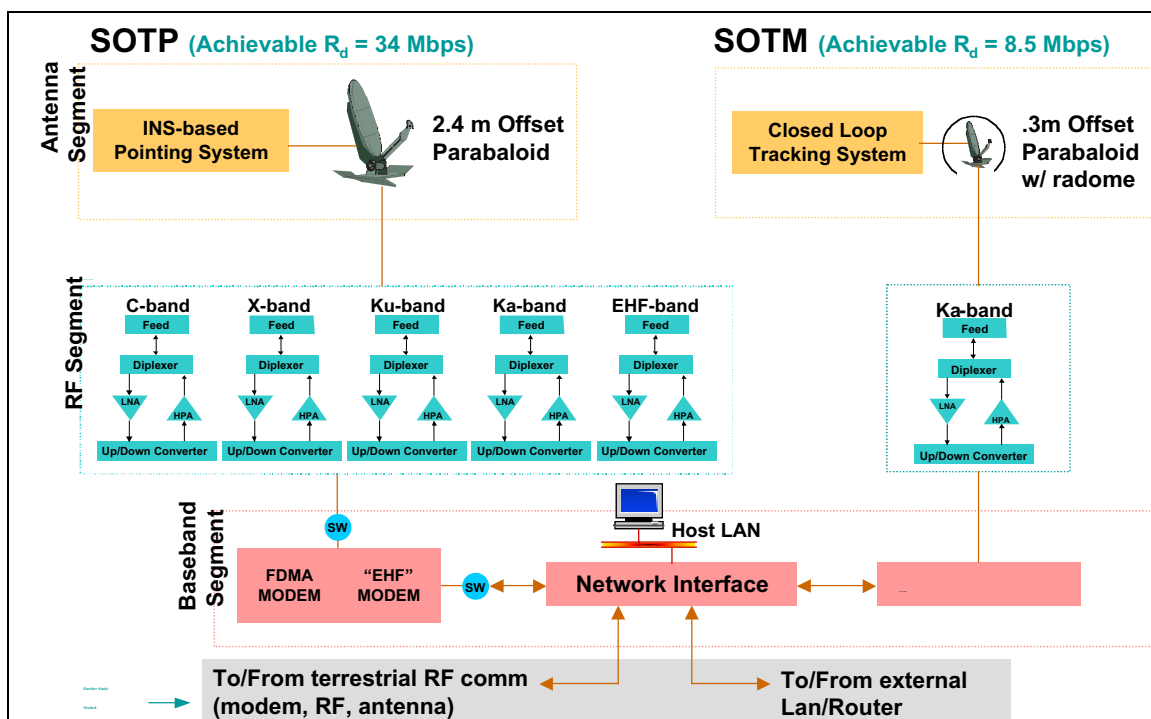 SOTP (Achievable Rd = 34 Mbps)
SOTM (Achievable Rd = 8.5 Mbps)
Antenna
Segment
INS-based
Pointing System
2.4 m Offset
Parabaloid
Closed Loop
Tracking System
.3m Offset
Parabaloid
w/ radome
RF Segment
C-band
Feed
Diplexer
LNA
HPA
Up/Down Converter
X-band
Feed
Diplexer
LNA
HPA
Up/Down Converter
Ku-band
Feed
Diplexer
LNA
HPA
Up/Down Converter
Ka-band
Feed
Diplexer
LNA
HPA
Up/Down Converter
EHF-band
Feed
Diplexer
LNA
HPA
Up/Down Converter
Ka-band
Feed
Diplexer
LNA
HPA
Up/Down Converter
Baseband
Segment
SW
Host LAN
FDMA
MODEM
“EHF”
MODEM
SW
Network Interface
To/From terrestrial RF comm
(modem, RF, antenna)
To/From external
Lan/Router
Needed